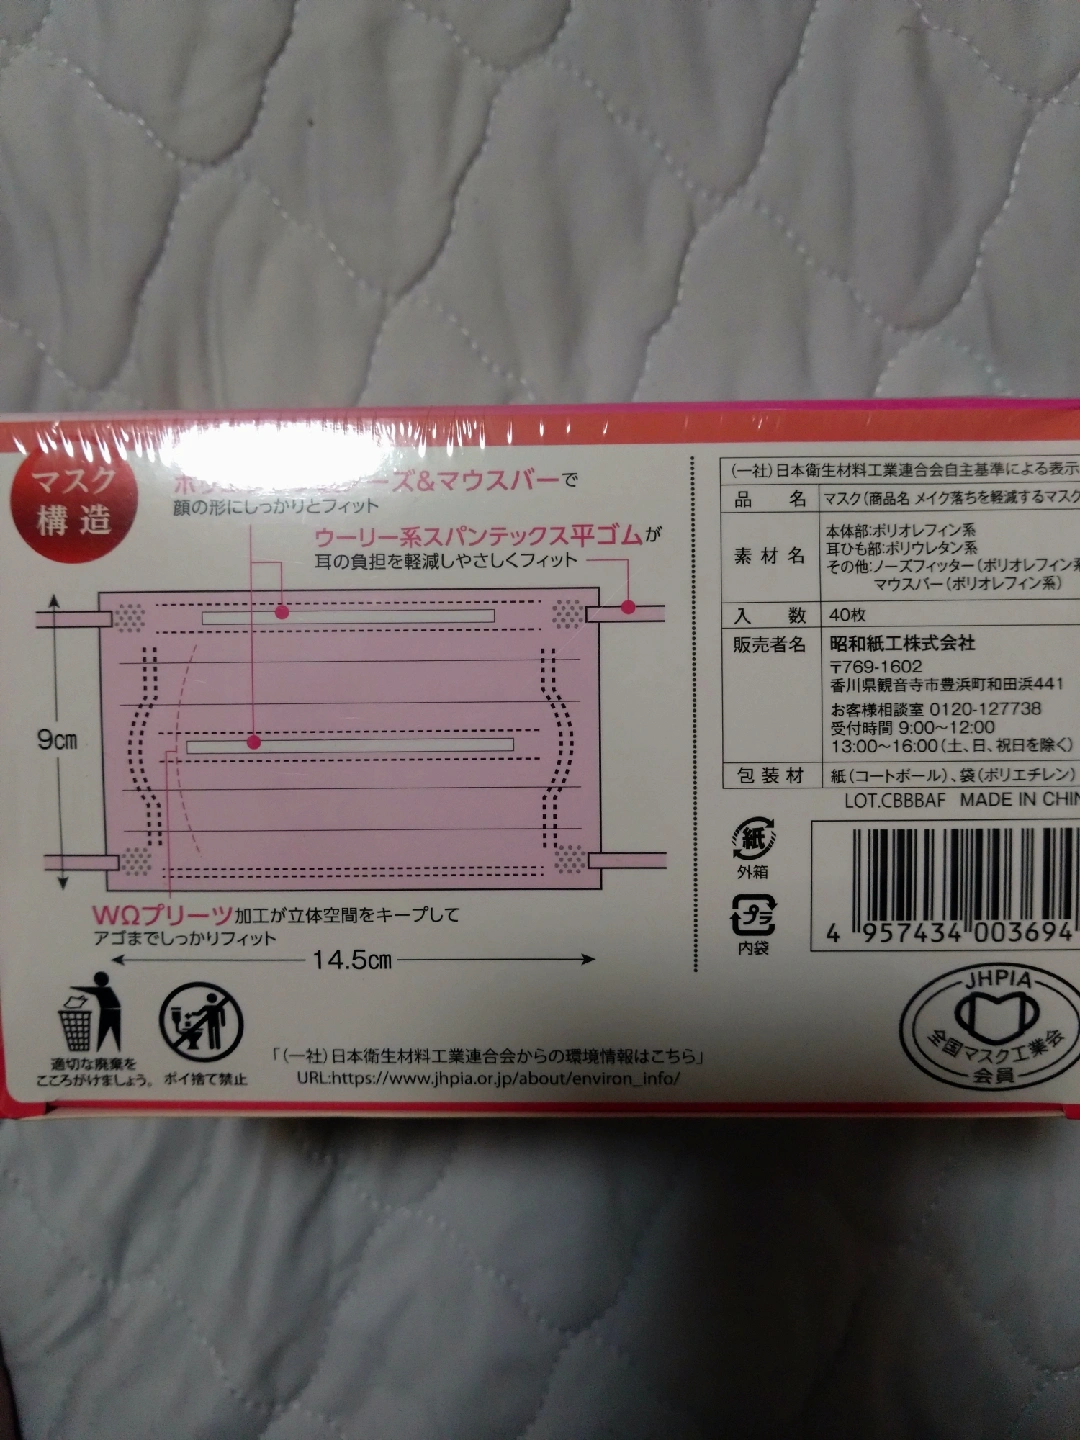 マスク
構造
ーズ&マウスバーで
顔の形にしっかりとフィット
ウーリー系スパンテックス平ゴムが
耳の負担を軽減しやさしくフィット
9cm
WΩプリーツ加工が立体空間をキープして
アゴまでしっかりフィット
14.5cm
適切な廃棄を
こころがけましょう。
ポイ捨て禁止
「(一社)日本衛生材料工業連合会からの環境情報はこちら」
URL:https://www.jhpia.or.jp/about/environ_info/
(一社)日本衛生材料工業連合会自主基準による表示
品名 マスク(商品名 メイク落ちを軽減するマスク
素材名 本体部:ポリオレフィン系
耳ひも部:ポリウレタン系
その他:ノーズフィッター(ポリオレフィン系
マウスバー(ポリオレフィン系)
入数 40枚
販売者名 昭和紙工株式会社
〒769-1602
香川県観音寺市豊浜町和田浜441
お客様相談室 0120-127738
受付時間 9:00〜12:00
13:00〜16:00(土、日、祝日を除く)
包装材 紙(コートボール)、袋(ポリエチレン)
LOT.CBBBAF MADE IN CHIN
紙
外箱
プラ
内袋
4 957434 003694
JHPIA
全国マスク工業会
会員